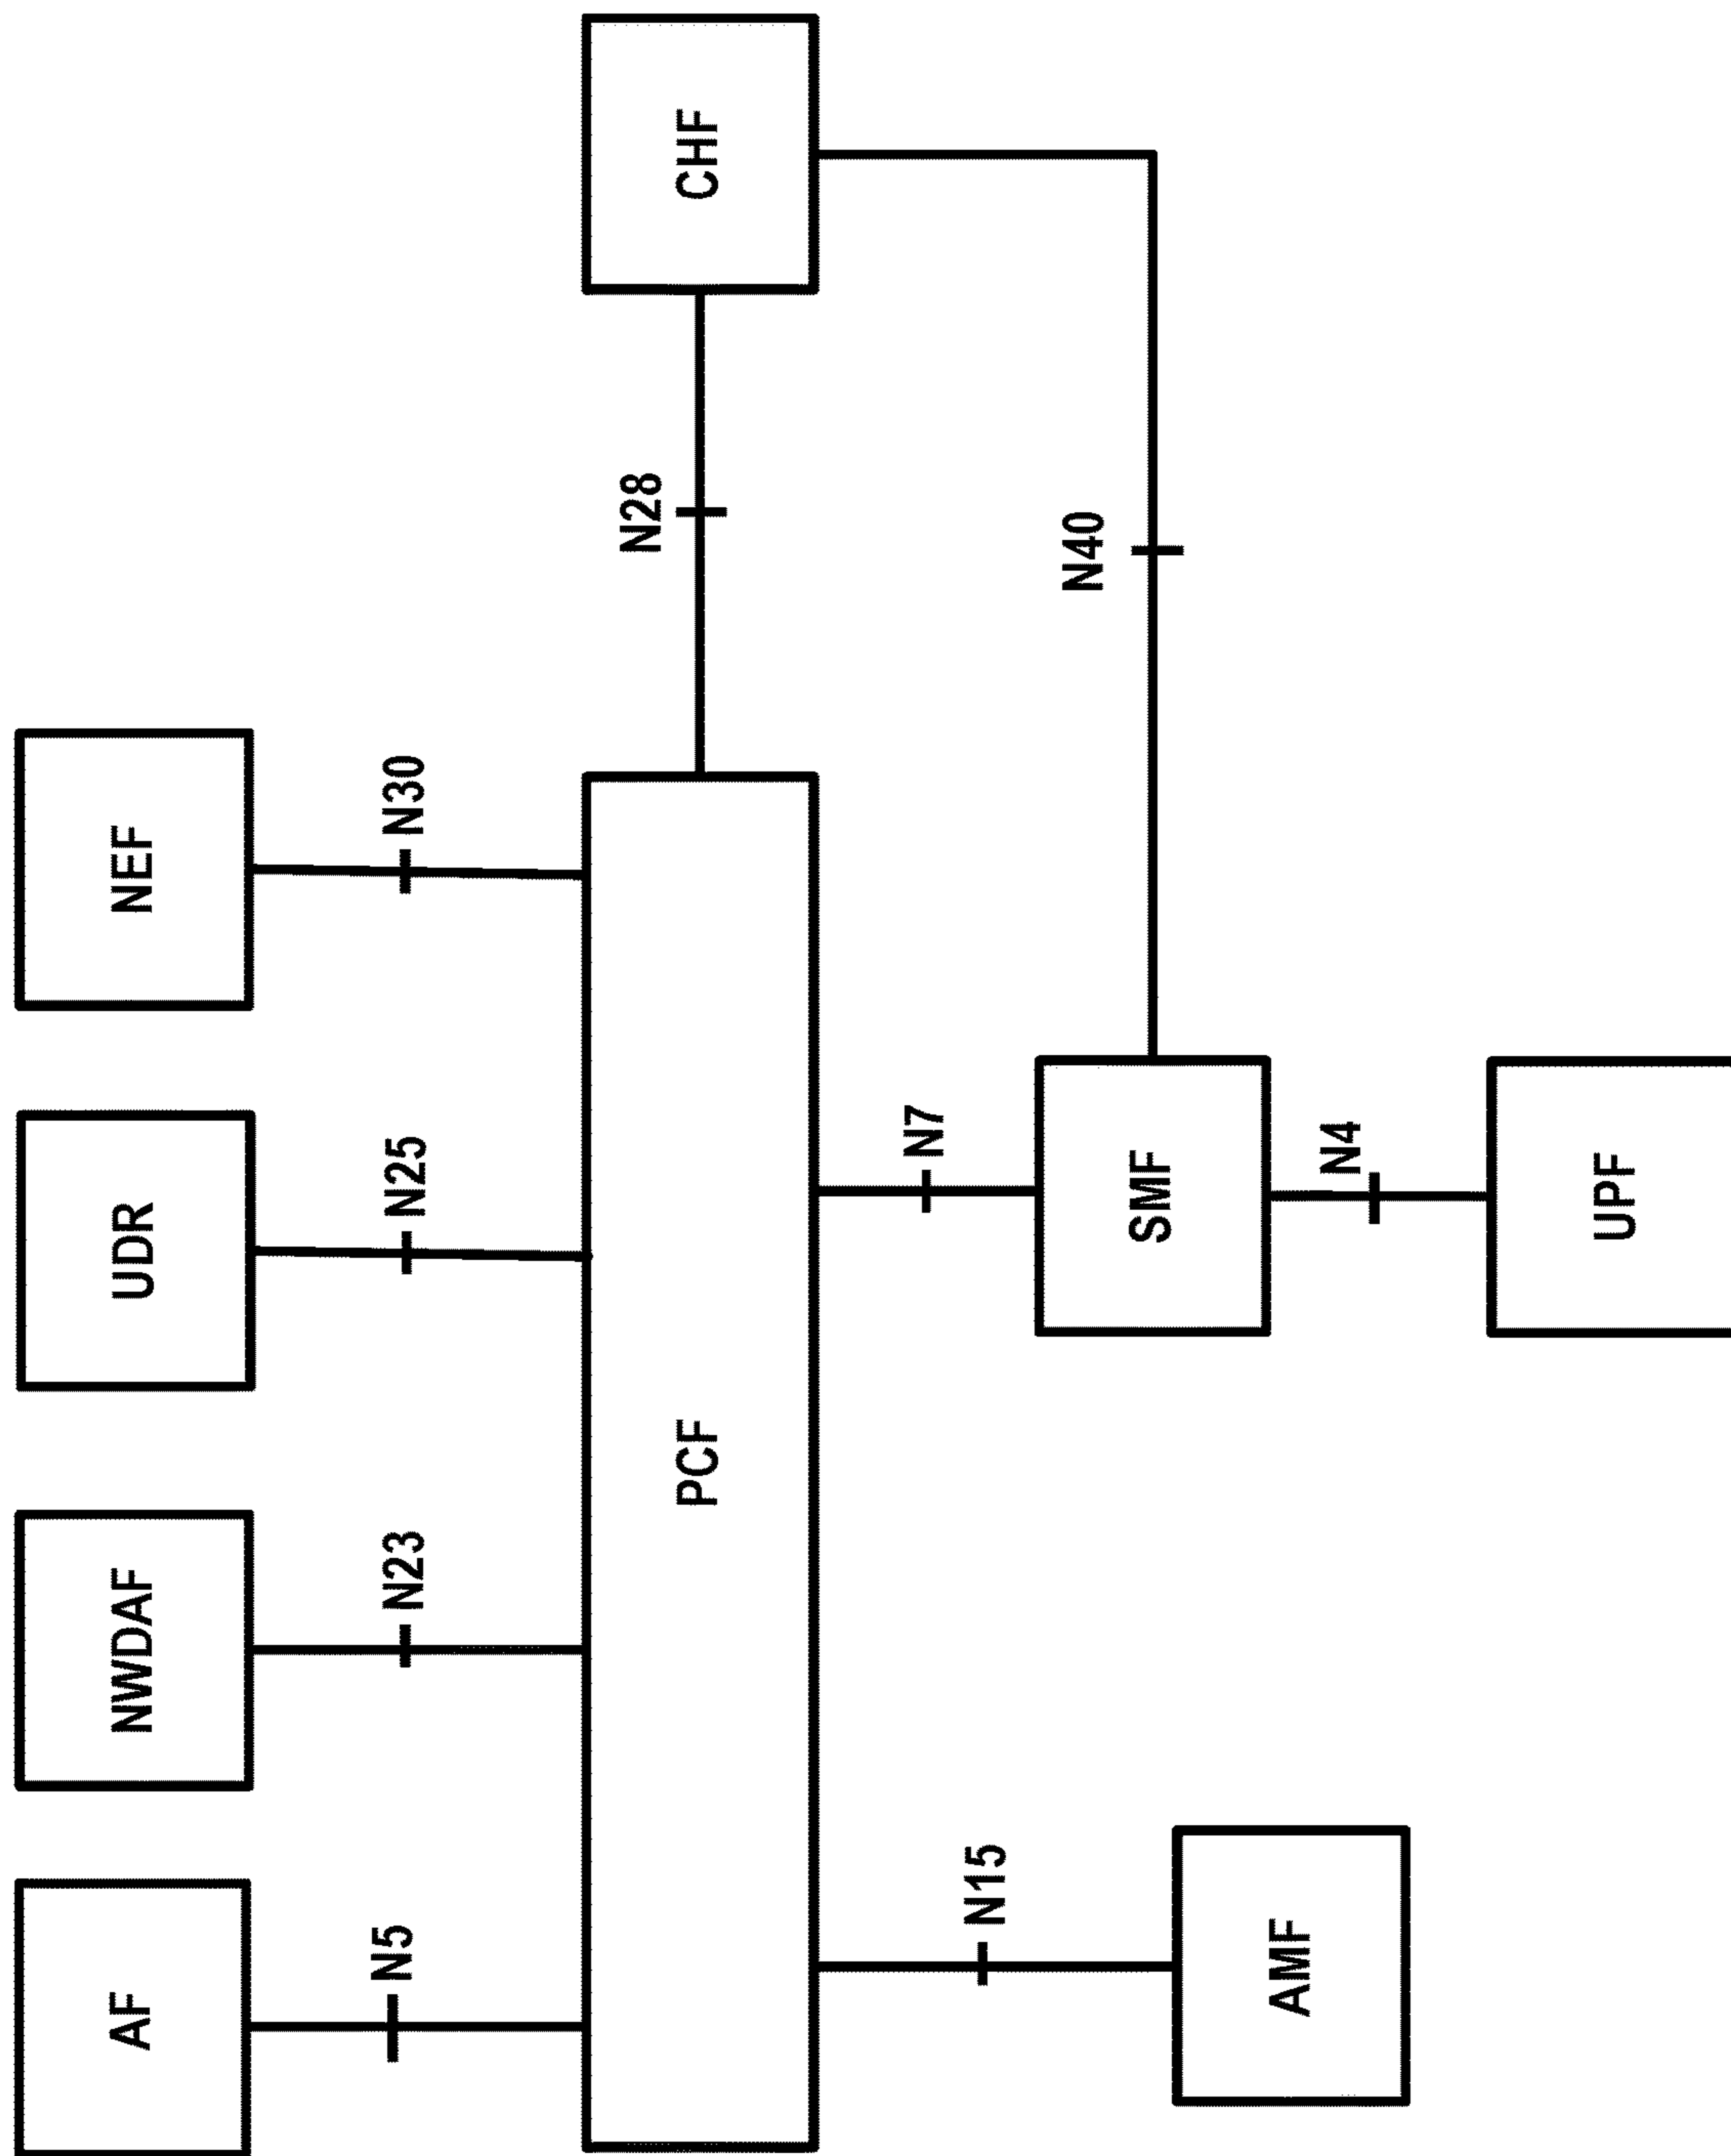 AF
NWDAF
UDR
NEF
N5
N23
N25
N30
PCF
N28
CHF
N15
N7
N40
AMF
SMF
N4
UPF